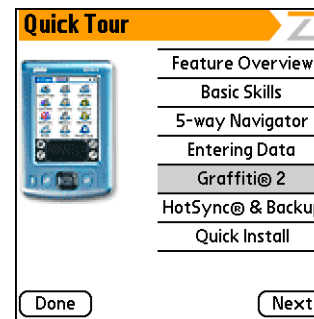 Quick Tour
Z
Feature Overview
Basic Skills
5-way Navigator
Entering Data
Graffiti® 2
HotSync® & Backup
Quick Install
Done
Next